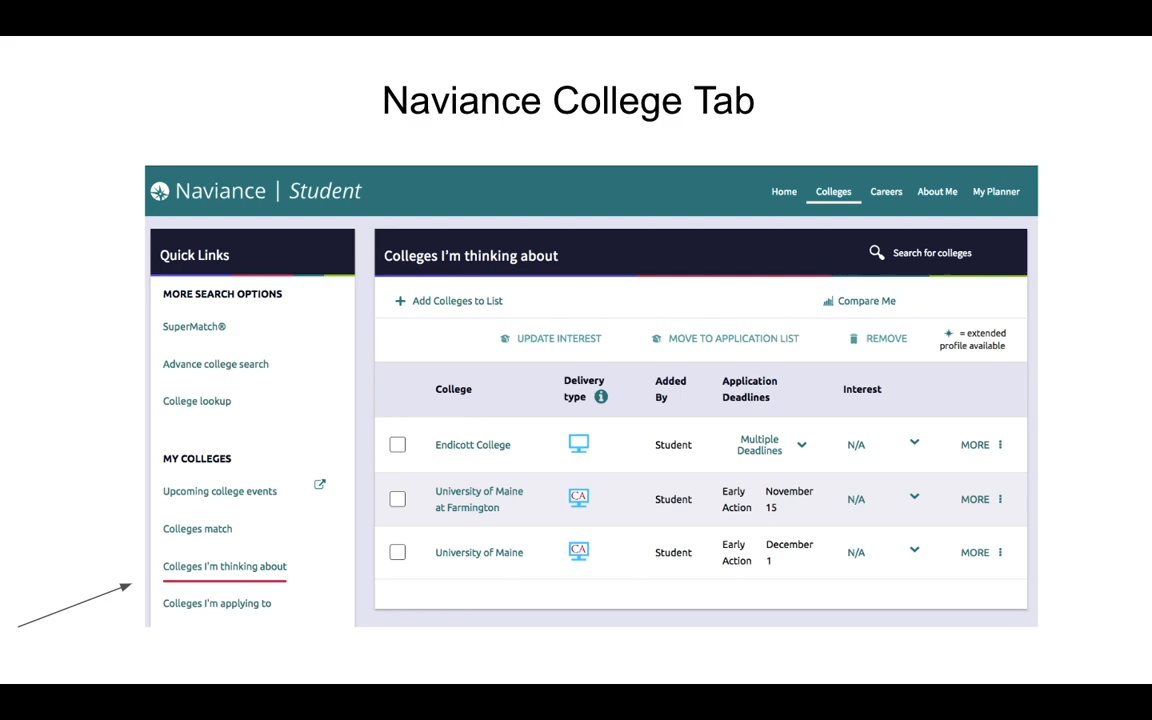 Naviance College Tab
Naviance | Student
Home Colleges Careers About Me My Planner
Quick Links
MORE SEARCH OPTIONS
SuperMatch®
Advance college search
College lookup
MY COLLEGES
Upcoming college events
Colleges match
Colleges I'm thinking about
Colleges I'm applying to
Colleges I'm thinking about
Search for colleges
+ Add Colleges to List
Compare Me
UPDATE INTEREST MOVE TO APPLICATION LIST REMOVE
= extended
profile available
College
Delivery
type i
Added
By
Application
Deadlines
Interest
Endicott College
Student
Multiple
Deadlines
N/A
MORE
University of Maine
at Farmington
CA
Student
Early
Action
November
15
N/A
MORE
University of Maine
CA
Student
Early
Action
December
1
N/A
MORE